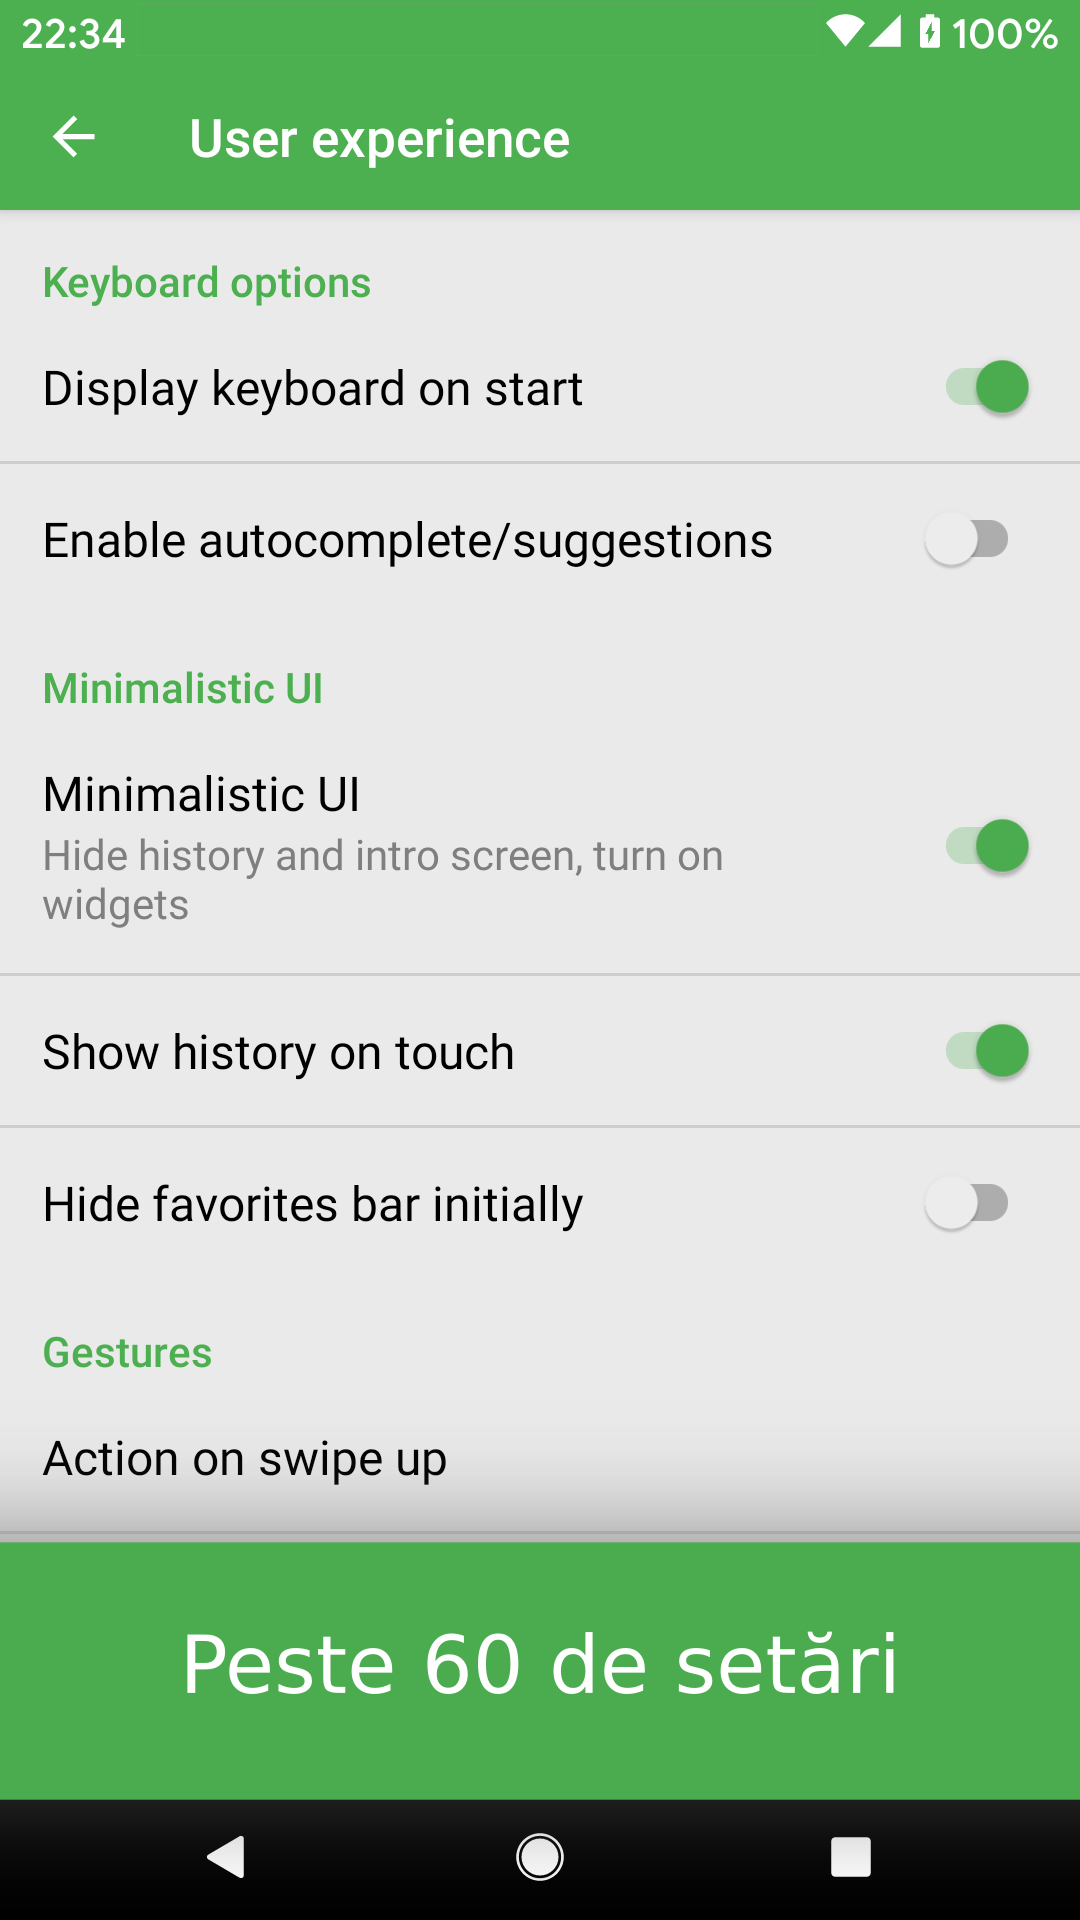 22:34 100%
User experience
Keyboard options
Display keyboard on start
Enable autocomplete/suggestions
Minimalistic UI
Minimalistic UI
Hide history and intro screen, turn on
widgets
Show history on touch
Hide favorites bar initially
Gestures
Action on swipe up
Peste 60 de setări